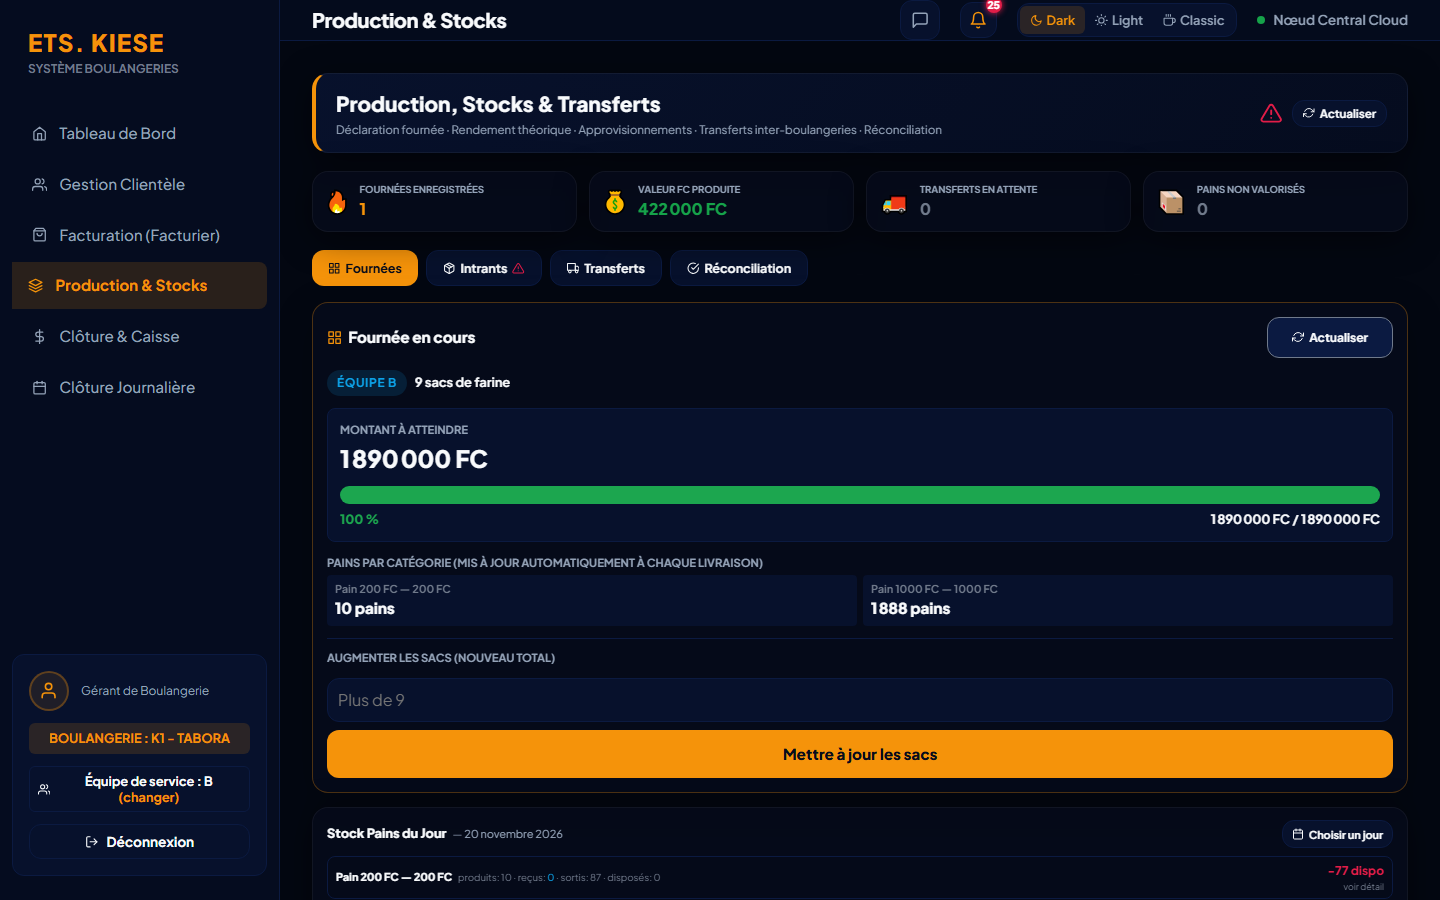 ETS. KIESE
SYSTÈME BOULANGERIES
Tableau de Bord
Gestion Clientèle
Facturation (Facturier)
Production & Stocks
Clôture & Caisse
Clôture Journalière
Gérant de Boulangerie
BOULANGERIE : K1 - TABORA
Équipe de service : B
(changer)
Déconnexion
Production & Stocks
25
Dark
Light
Classic
Nœud Central Cloud
Production, Stocks & Transferts
Déclaration fournée · Rendement théorique · Approvisionnements · Transferts inter-boulangeries · Réconciliation
Actualiser
FOURNÉES ENREGISTRÉES
1
VALEUR FC PRODUITE
422 000 FC
TRANSFERTS EN ATTENTE
0
PAINS NON VALORISÉS
0
Fournées
Intrants
Transferts
Réconciliation
Fournée en cours
Actualiser
ÉQUIPE B
9 sacs de farine
MONTANT À ATTEINDRE
1 890 000 FC
100 %
1 890 000 FC / 1 890 000 FC
PAINS PAR CATÉGORIE (MIS À JOUR AUTOMATIQUEMENT À CHAQUE LIVRAISON)
Pain 200 FC — 200 FC
10 pains
Pain 1000 FC — 1000 FC
1 888 pains
AUGMENTER LES SACS (NOUVEAU TOTAL)
Plus de 9
Mettre à jour les sacs
Stock Pains du Jour — 20 novembre 2026
Choisir un jour
Pain 200 FC — 200 FC produits: 10 · reçus: 0 · sortis: 87 · disposés: 0
-77 dispo
voir détail